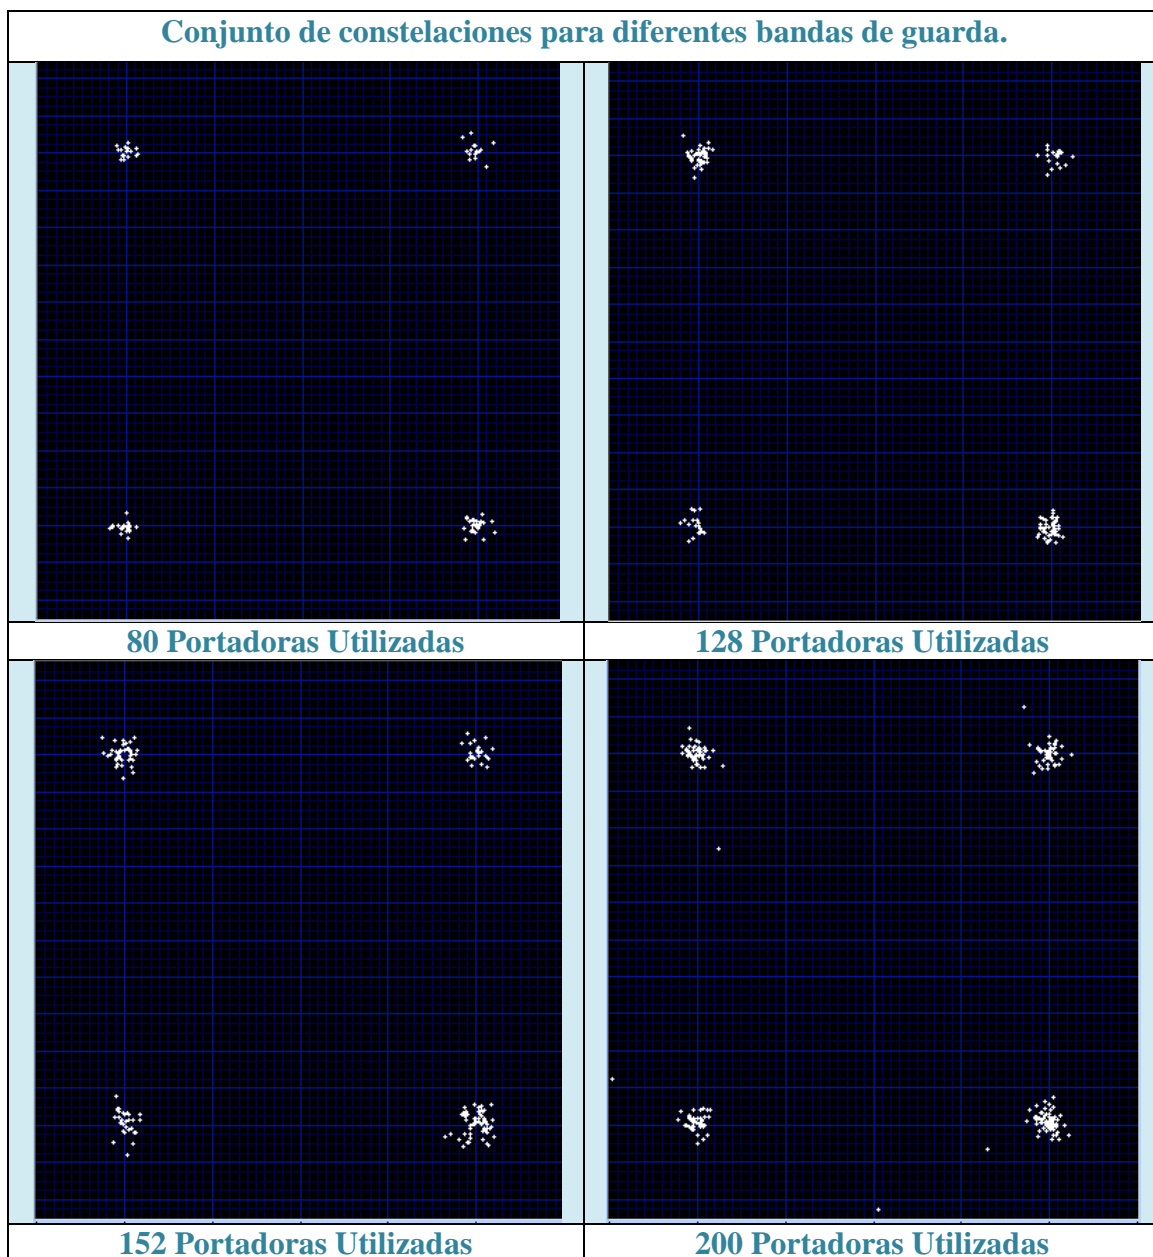 Conjunto de constelaciones para diferentes bandas de guarda.
80 Portadoras Utilizadas
128 Portadoras Utilizadas
152 Portadoras Utilizadas
200 Portadoras Utilizadas